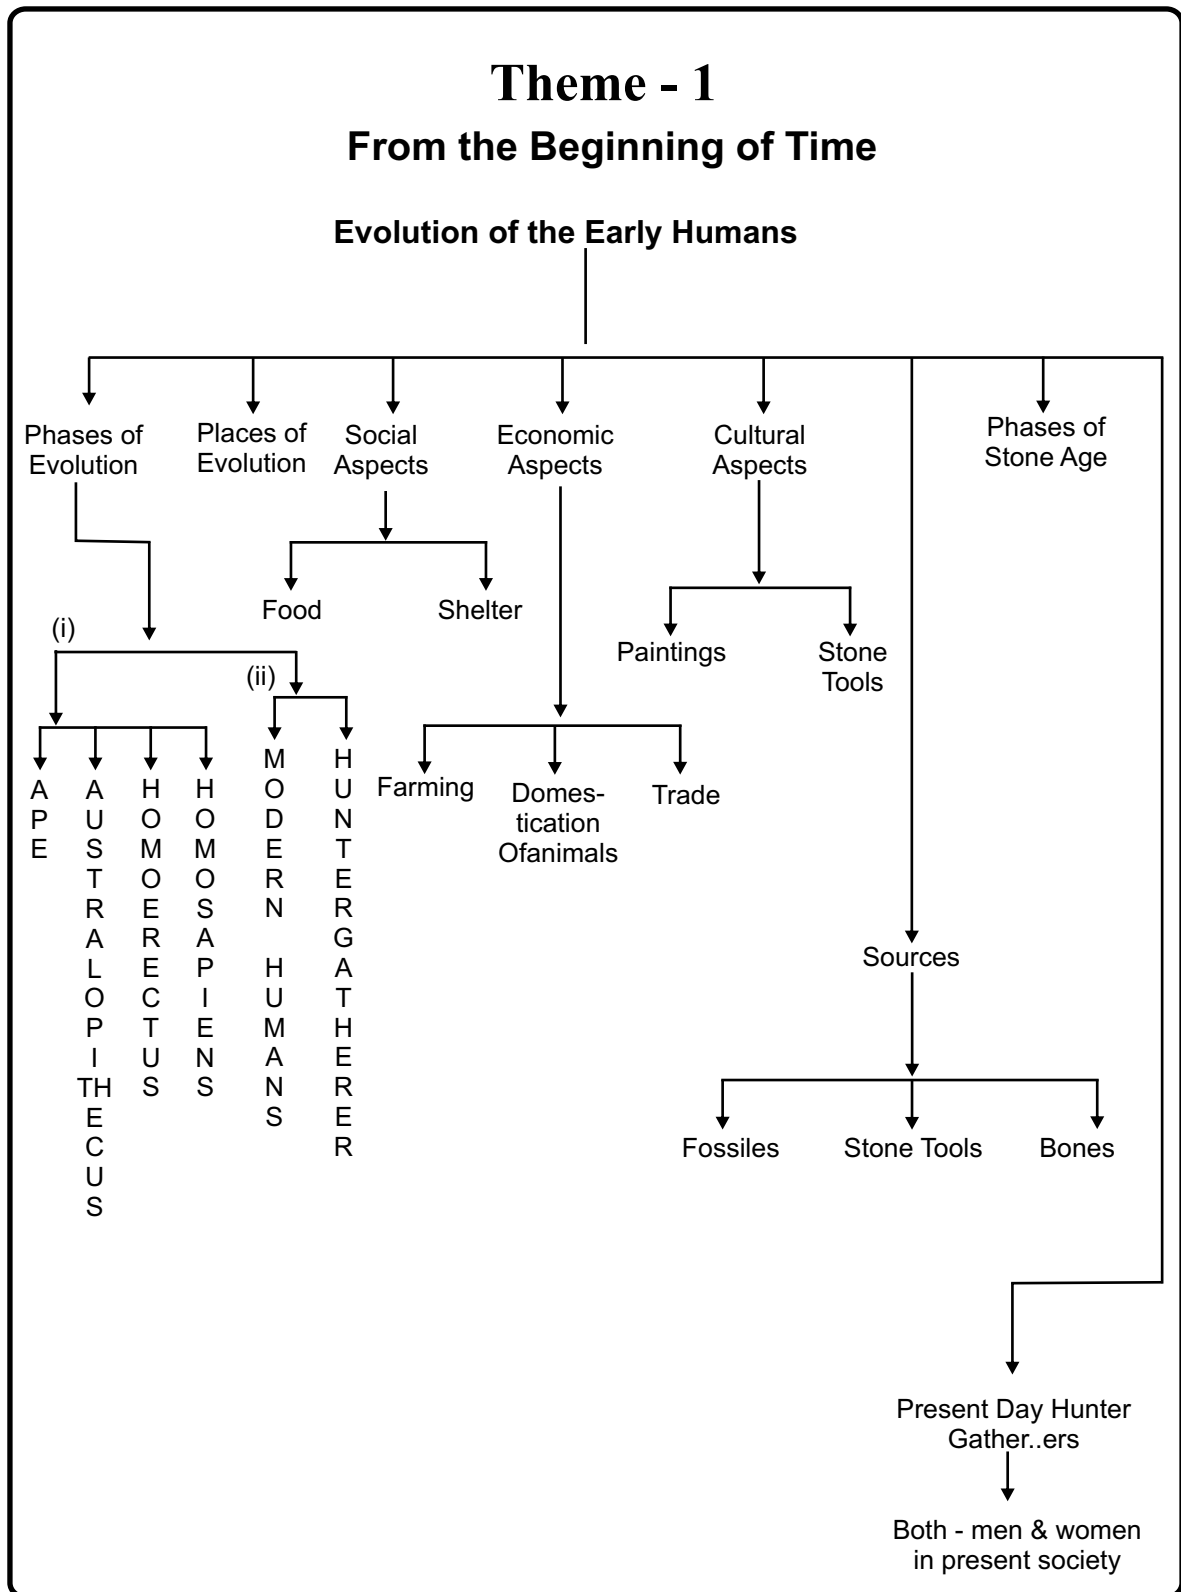 Theme - 1
From the Beginning of Time
Evolution of the Early Humans
Phases of
Evolution
Places of
Evolution
Social
Aspects
Economic
Aspects
Cultural
Aspects
Phases of
Stone Age
Food
Shelter
Paintings
Stone
Tools
(i)
(ii)
APE
AUSTRALOPITHECUS
HOMOERECTUS
HOMOSAPIENS
MODERN HUMANS
HUNTERGATHERER
Farming
Domes-
tication
Ofanimals
Trade
Sources
Fossiles
Stone Tools
Bones
Present Day Hunter
Gather..ers
Both - men & women
in present society